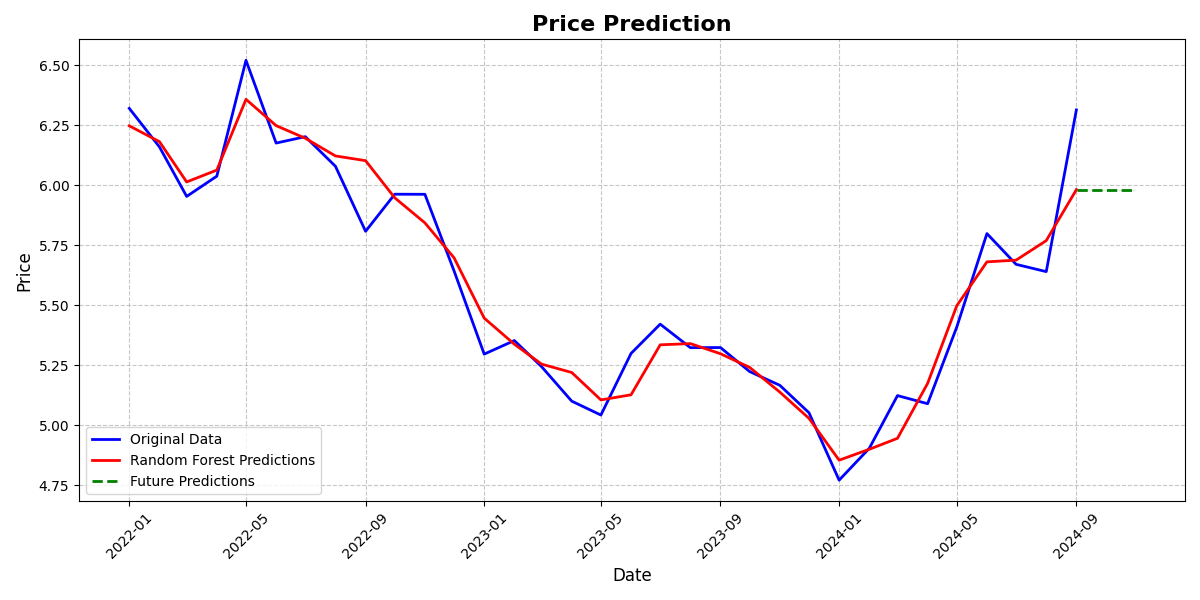 Price Prediction
Price
6.50
6.25
6.00
5.75
5.50
5.25
5.00
4.75
Original Data
Random Forest Predictions
Future Predictions
2022-01
2022-05
2022-09
2023-01
2023-05
2023-09
2024-01
2024-05
2024-09
Date